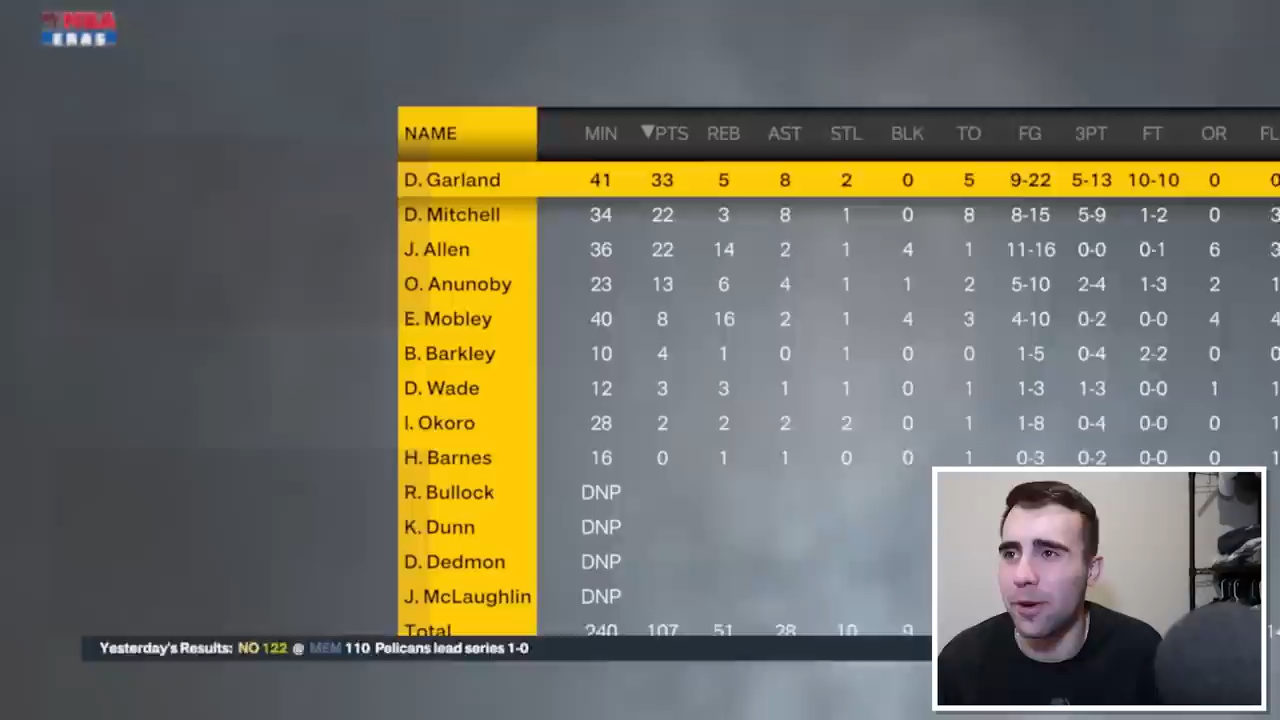 NBA
ERAS
NAME MIN ▼PTS REB AST STL BLK TO FG 3PT FT OR FL
D. Garland 41 33 5 8 2 0 5 9-22 5-13 10-10 0 0
D. Mitchell 34 22 3 8 1 0 8 8-15 5-9 1-2 0 3
J. Allen 36 22 14 2 1 4 1 11-16 0-0 0-1 6 3
O. Anunoby 23 13 6 4 1 1 2 5-10 2-4 1-3 2 1
E. Mobley 40 8 16 2 1 4 3 4-10 0-2 0-0 4 4
B. Barkley 10 4 1 0 1 0 0 1-5 0-4 2-2 0 0
D. Wade 12 3 3 1 1 0 1 1-3 1-3 0-0 1 1
I. Okoro 28 2 2 2 2 0 1 1-8 0-4 0-0 0 1
H. Barnes 16 0 1 1 0 0 1 0-3 0-2 0-0 0 1
R. Bullock DNP
K. Dunn DNP
D. Dedmon DNP
J. McLaughlin DNP
Total 240 107 51 28 10 9
Yesterday's Results: NO 122 @ MEM 110 Pelicans lead series 1-0